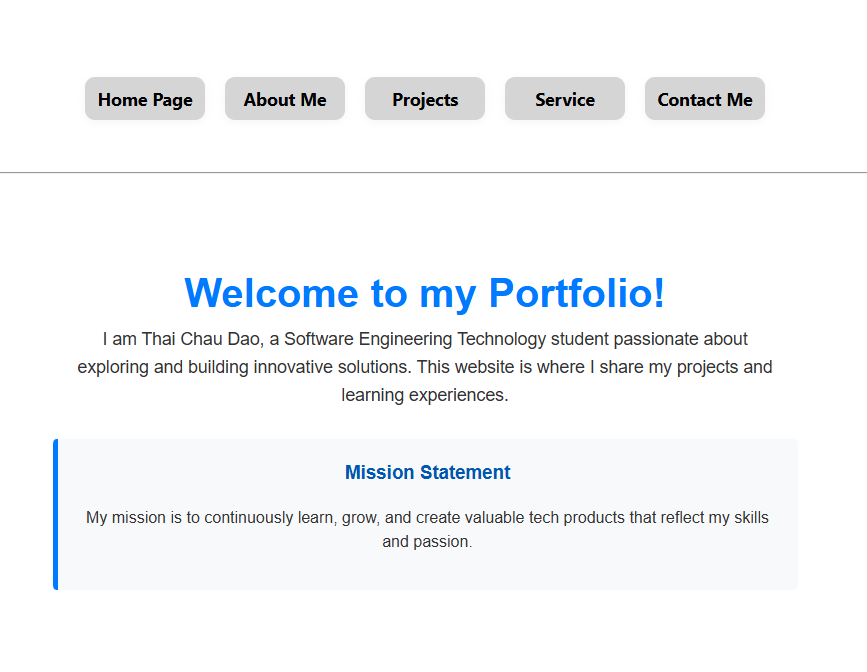 Home Page About Me Projects Service Contact Me
Welcome to my Portfolio!
I am Thai Chau Dao, a Software Engineering Technology student passionate about
exploring and building innovative solutions. This website is where I share my projects and
learning experiences.
Mission Statement
My mission is to continuously learn, grow, and create valuable tech products that reflect my skills
and passion.